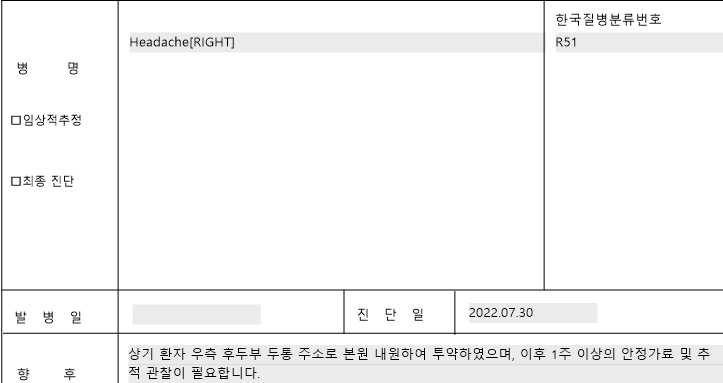 한국질병분류번호
Headache[RIGHT] R51
병 명
□임상적추정
□최종 진단
발 병 일 진 단 일 2022.07.30
상기 환자 우측 후두부 두통 주소로 본원 내원하여 투약하였으며, 이후 1주 이상의 안정가료 및 추
적 관찰이 필요합니다.
향 후